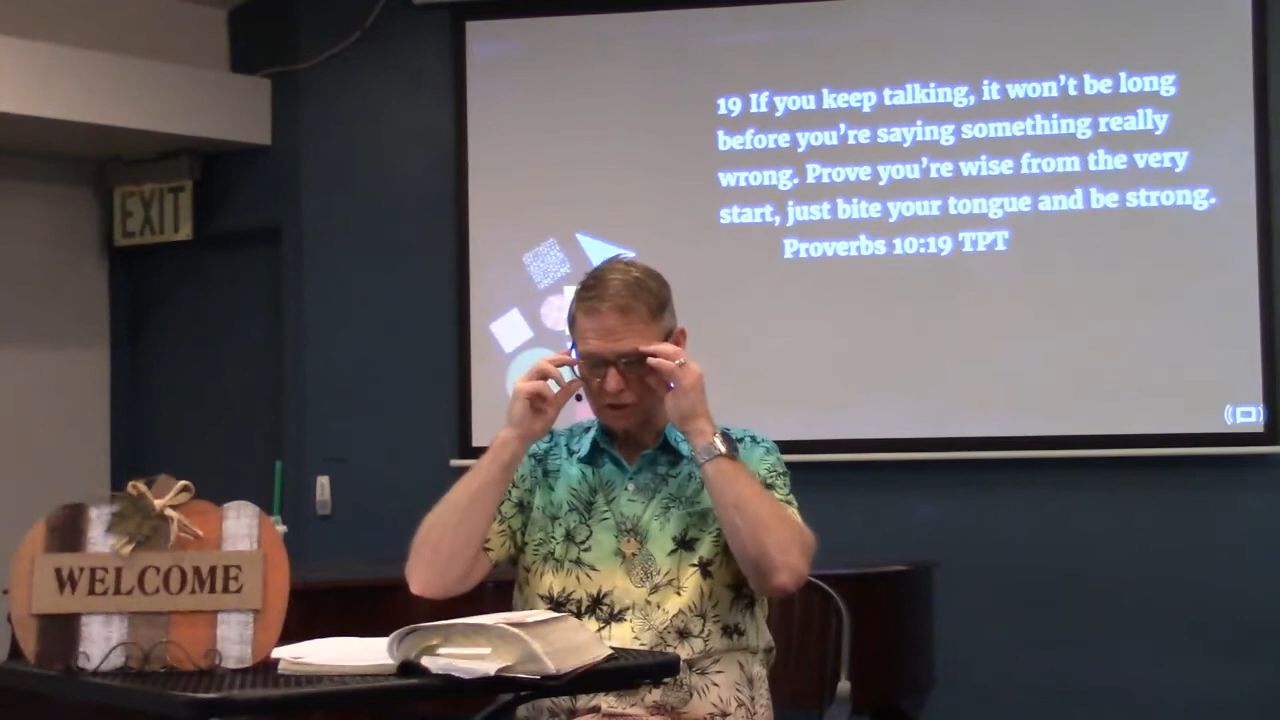 19 If you keep talking, it won't be long
before you're saying something really
wrong. Prove you're wise from the very
start, just bite your tongue and be strong.
Proverbs 10:19 TPT
EXIT
WELCOME